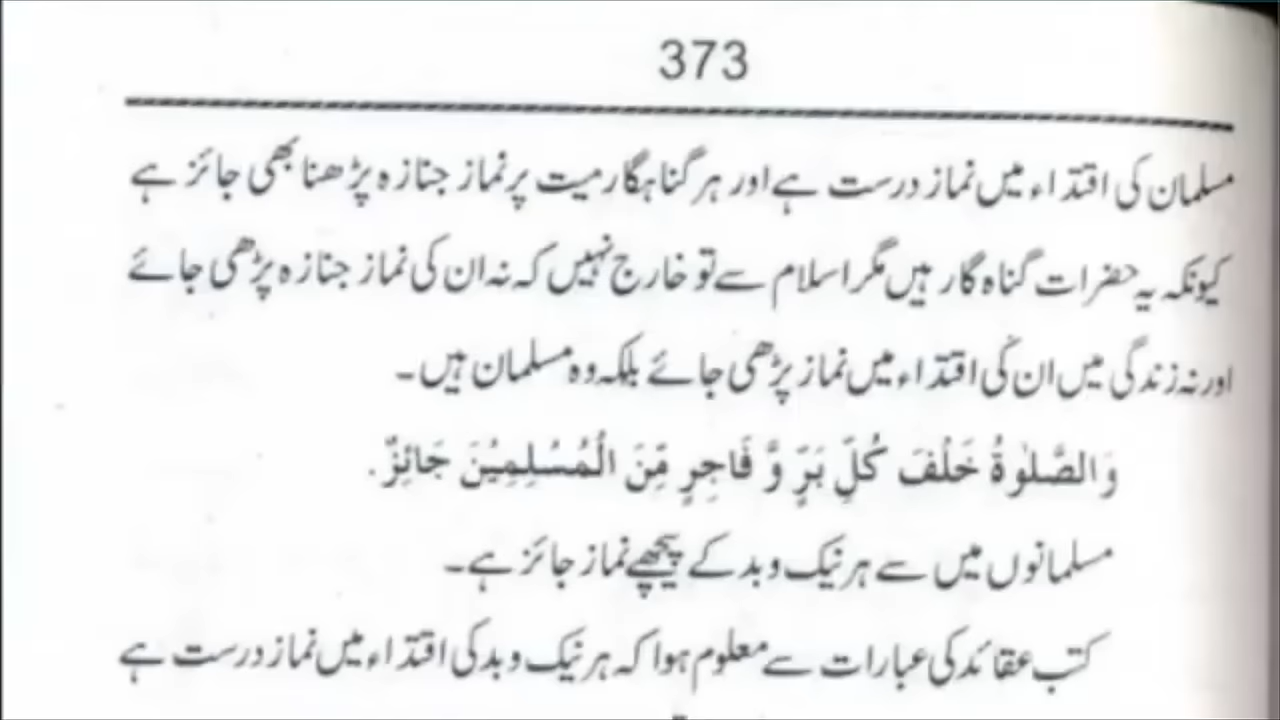 373
مسلمان کی اقتداء میں نماز درست ہے اور ہر گناہگار میت پر نماز جنازہ پڑھنا بھی جائز ہے
کیونکہ یہ حضرات گناہ گار ہیں مگر اسلام سے تو خارج نہیں کہ نہ ان کی نماز جنازہ پڑھی جائے
اور نہ زندگی میں ان کی اقتداء میں نماز پڑھی جائے بلکہ وہ مسلمان ہیں۔
وَالصَّلٰوةُ خَلْفَ كُلِّ بَرٍّ وَّ فَاجِرٍ مِّنَ الْمُسْلِمِيْنَ جَائِزٌ.
مسلمانوں میں سے ہر نیک و بد کے پیچھے نماز جائز ہے۔
کتب عقائد کی عبارات سے معلوم ہوا کہ ہر نیک و بد کی اقتداء میں نماز درست ہے